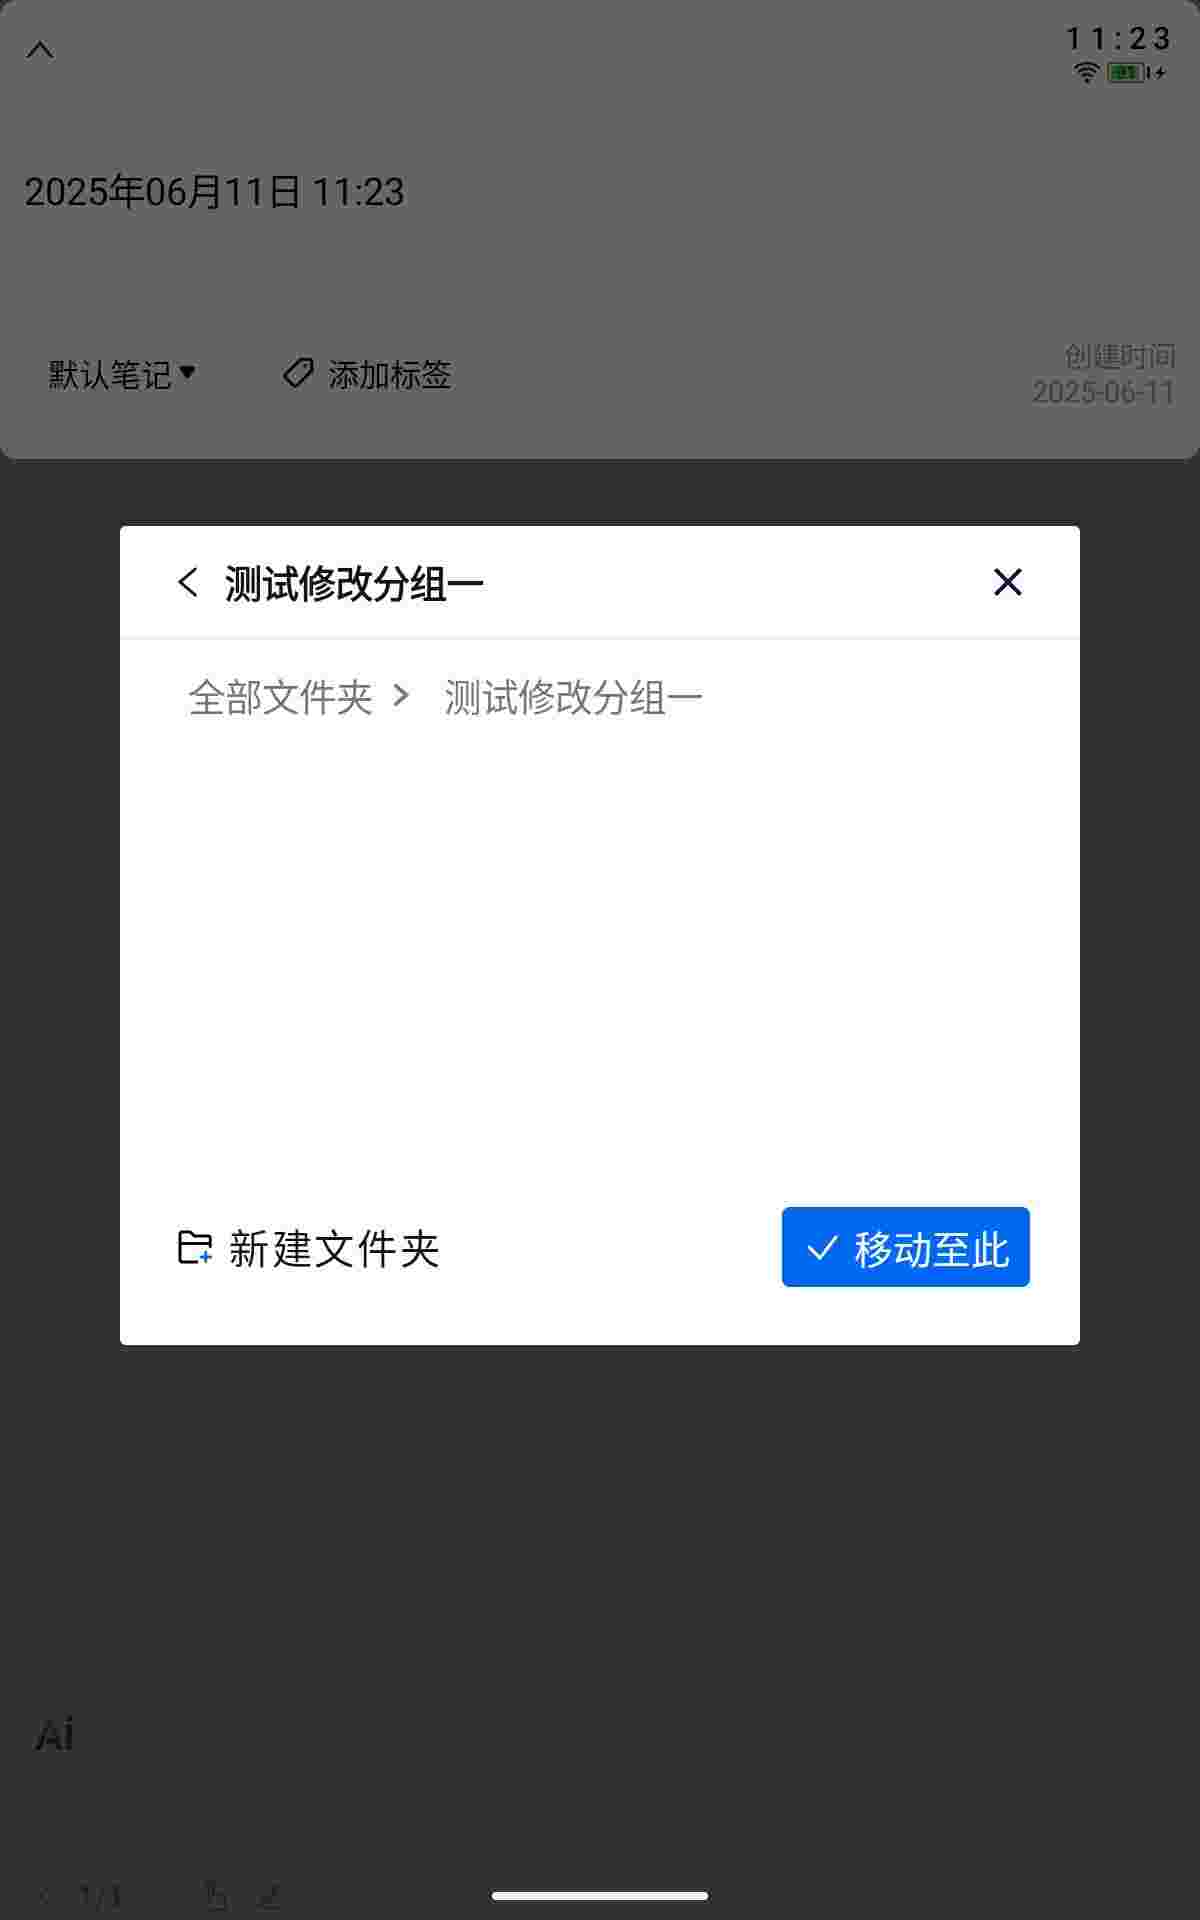 11:23
2025年06月11日 11:23
默认笔记
添加标签
创建时间
2025-06-11
测试修改分组一
全部文件夹 > 测试修改分组一
新建文件夹
移动至此
Ai
1/1